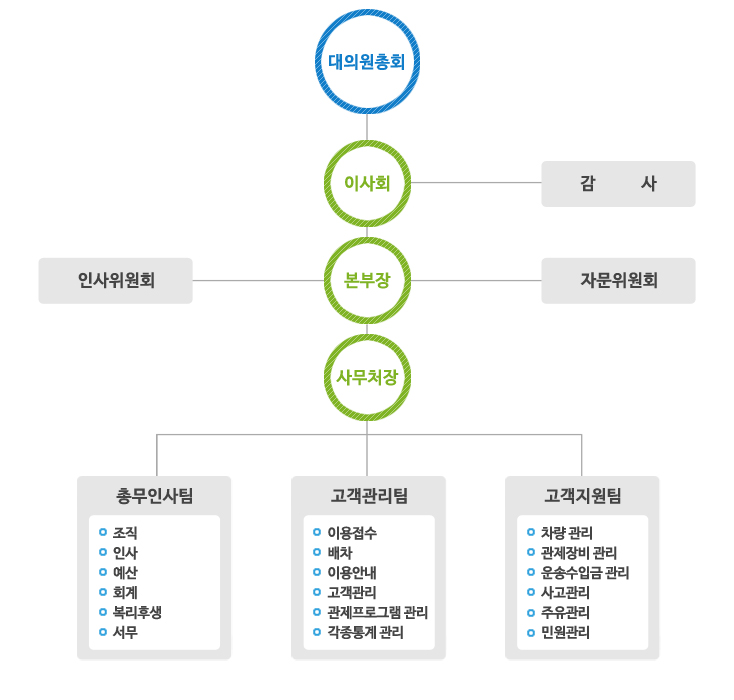 대의원총회
이사회
감 사
인사위원회
본부장
자문위원회
사무처장
총무인사팀
조직
인사
예산
회계
복리후생
서무
고객관리팀
이용접수
배차
이용안내
고객관리
관제프로그램 관리
각종통계 관리
고객지원팀
차량 관리
관제장비 관리
운송수입금 관리
사고관리
주유관리
민원관리